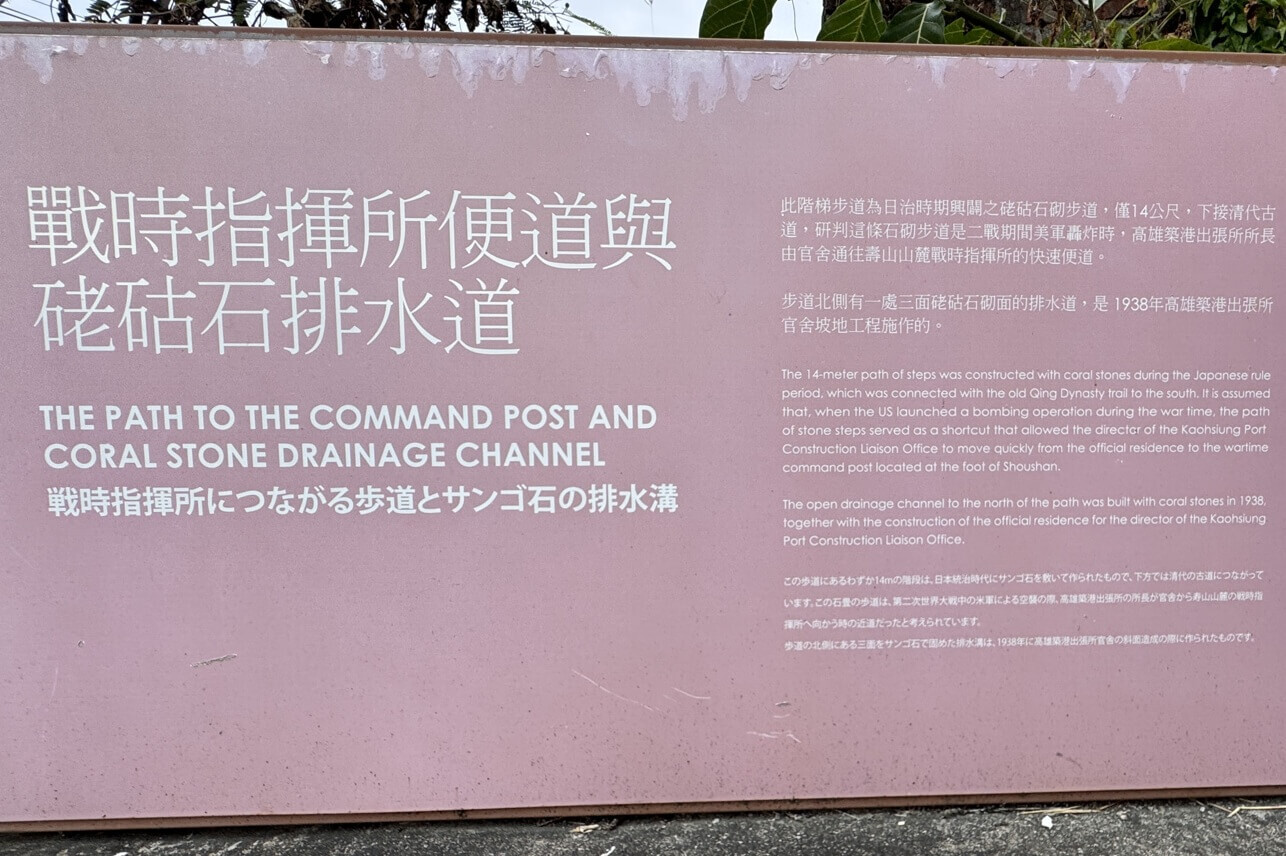 戰時指揮所便道與
硓𥑮石排水道
THE PATH TO THE COMMAND POST AND
CORAL STONE DRAINAGE CHANNEL
戦時指揮所につながる歩道とサンゴ石の排水溝
此階梯步道為日治時期興闢之硓𥑮石砌步道，僅14公尺，下接清代古
道，研判這條石砌步道是二戰期間美軍轟炸時，高雄築港出張所所長
由官舍通往壽山山麓戰時指揮所的快速便道。
步道北側有一處三面硓𥑮石砌面的排水道，是 1938年高雄築港出張所
官舍坡地工程施作的。
The 14-meter path of steps was constructed with coral stones during the Japanese rule
period, which was connected with the old Qing Dynasty trail to the south. It is assumed
that, when the US launched a bombing operation during the war time, the path
of stone steps served as a shortcut that allowed the director of the Kaohsiung Port
Construction Liaison Office to move quickly from the official residence to the wartime
command post located at the foot of Shoushan.
The open drainage channel to the north of the path was built with coral stones in 1938,
together with the construction of the official residence for the director of the Kaohsiung
Port Construction Liaison Office.
この歩道にあるわずか14mの階段は、日本統治時代にサンゴ石を敷いて作られたもので、下方では清代の古道につながって
います。この石畳の歩道は、第二次世界大戦中の米軍による空襲の際、高雄築港出張所の所長が官舎から寿山山麓の戦時指
揮所へ向かう時の近道だったと考えられています。
歩道の北側にある三面をサンゴ石で固めた排水溝は、1938年に高雄築港出張所官舎の斜面造成の際に作られたものです。